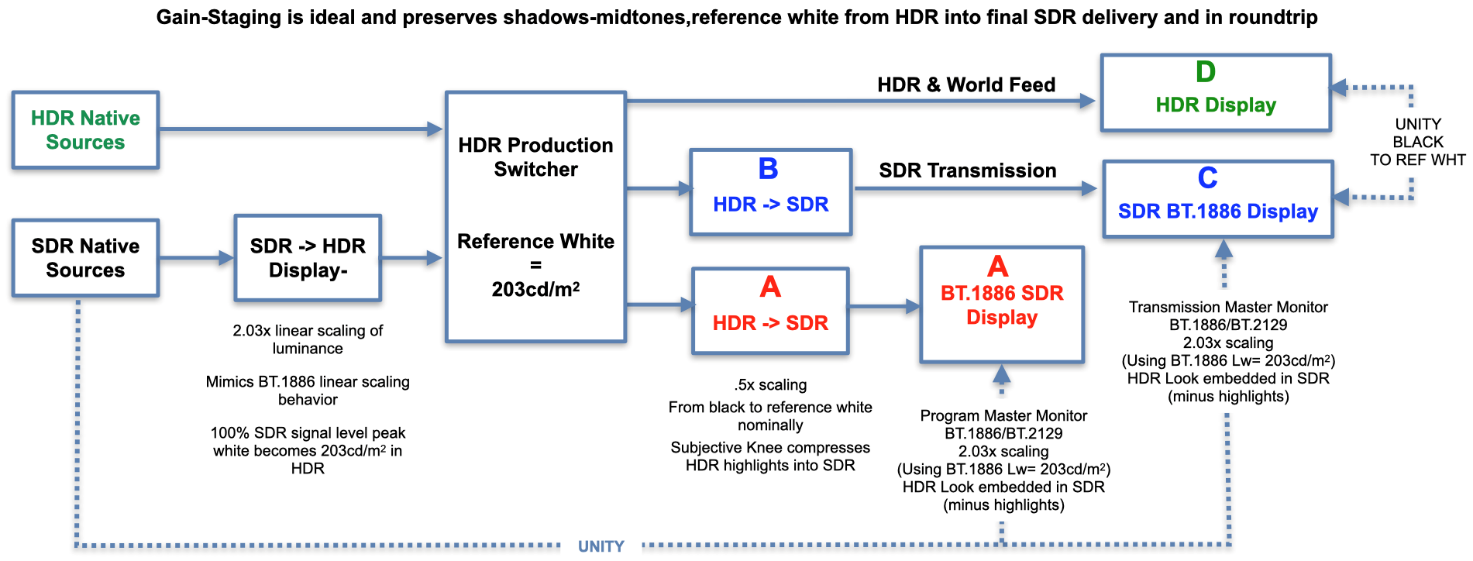 Gain-Staging is ideal and preserves shadows-midtones,reference white from HDR into final SDR delivery and in roundtrip
HDR Native
Sources
SDR Native
Sources
SDR -> HDR
Display-
2.03x linear scaling of
luminance
Mimics BT.1886 linear scaling
behavior
100% SDR signal level peak
white becomes 203cd/m² in
HDR
HDR Production
Switcher
Reference White
=
203cd/m²
HDR & World Feed
D
HDR Display
B
HDR -> SDR
SDR Transmission
C
SDR BT.1886 Display
UNITY
BLACK
TO REF WHT
A
HDR -> SDR
.5x scaling
From black to reference white
nominally
Subjective Knee compresses
HDR highlights into SDR
A
BT.1886 SDR
Display
Program Master Monitor
BT.1886/BT.2129
2.03x scaling
(Using BT.1886 Lw= 203cd/m²)
HDR Look embedded in SDR
(minus highlights)
Transmission Master Monitor
BT.1886/BT.2129
2.03x scaling
(Using BT.1886 Lw= 203cd/m²)
HDR Look embedded in SDR
(minus highlights)
UNITY